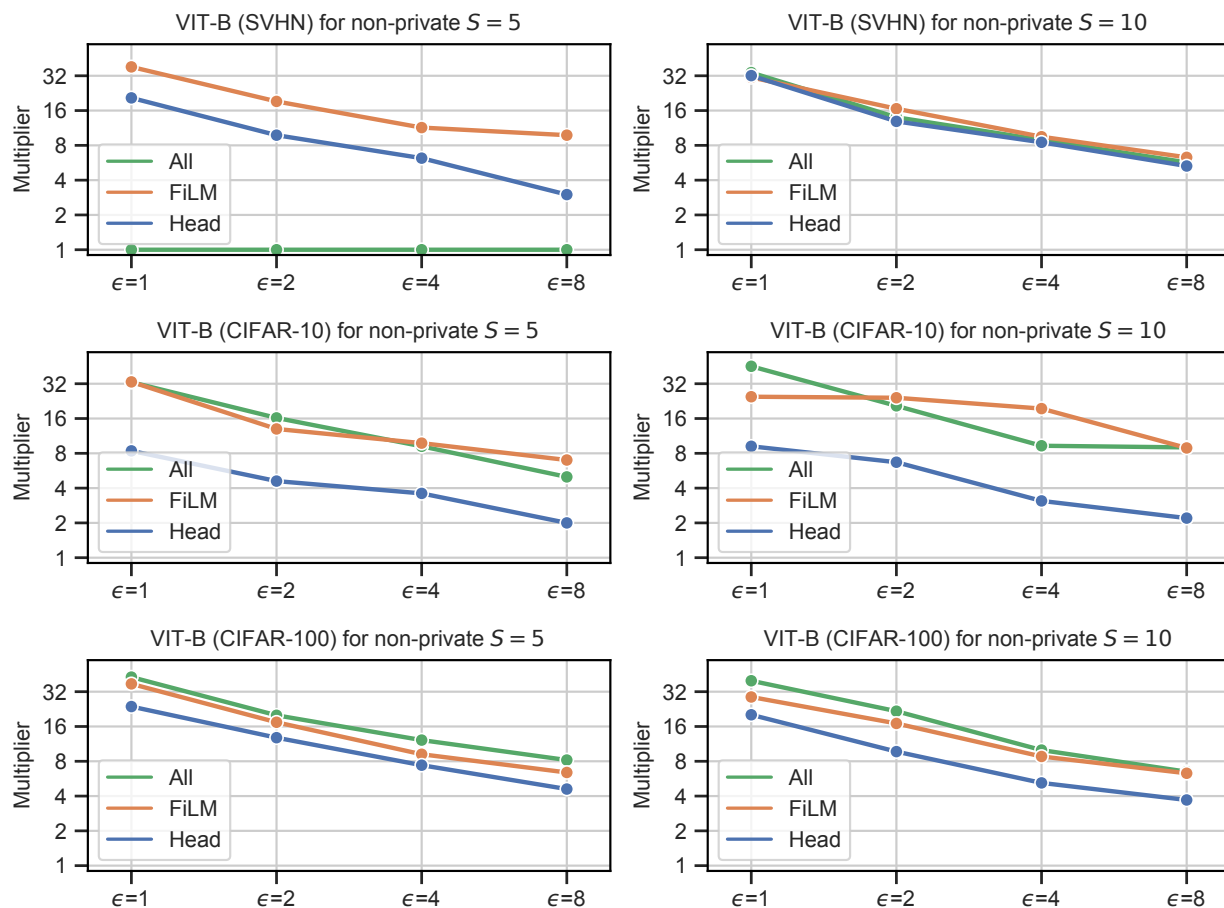 VIT-B (SVHN) for non-private S = 5
Multiplier
32
16
8
4
2
1
All
FiLM
Head
ϵ=1
ϵ=2
ϵ=4
ϵ=8
VIT-B (SVHN) for non-private S = 10
Multiplier
32
16
8
4
2
1
All
FiLM
Head
ϵ=1
ϵ=2
ϵ=4
ϵ=8
VIT-B (CIFAR-10) for non-private S = 5
Multiplier
32
16
8
4
2
1
All
FiLM
Head
ϵ=1
ϵ=2
ϵ=4
ϵ=8
VIT-B (CIFAR-10) for non-private S = 10
Multiplier
32
16
8
4
2
1
All
FiLM
Head
ϵ=1
ϵ=2
ϵ=4
ϵ=8
VIT-B (CIFAR-100) for non-private S = 5
Multiplier
32
16
8
4
2
1
All
FiLM
Head
ϵ=1
ϵ=2
ϵ=4
ϵ=8
VIT-B (CIFAR-100) for non-private S = 10
Multiplier
32
16
8
4
2
1
All
FiLM
Head
ϵ=1
ϵ=2
ϵ=4
ϵ=8